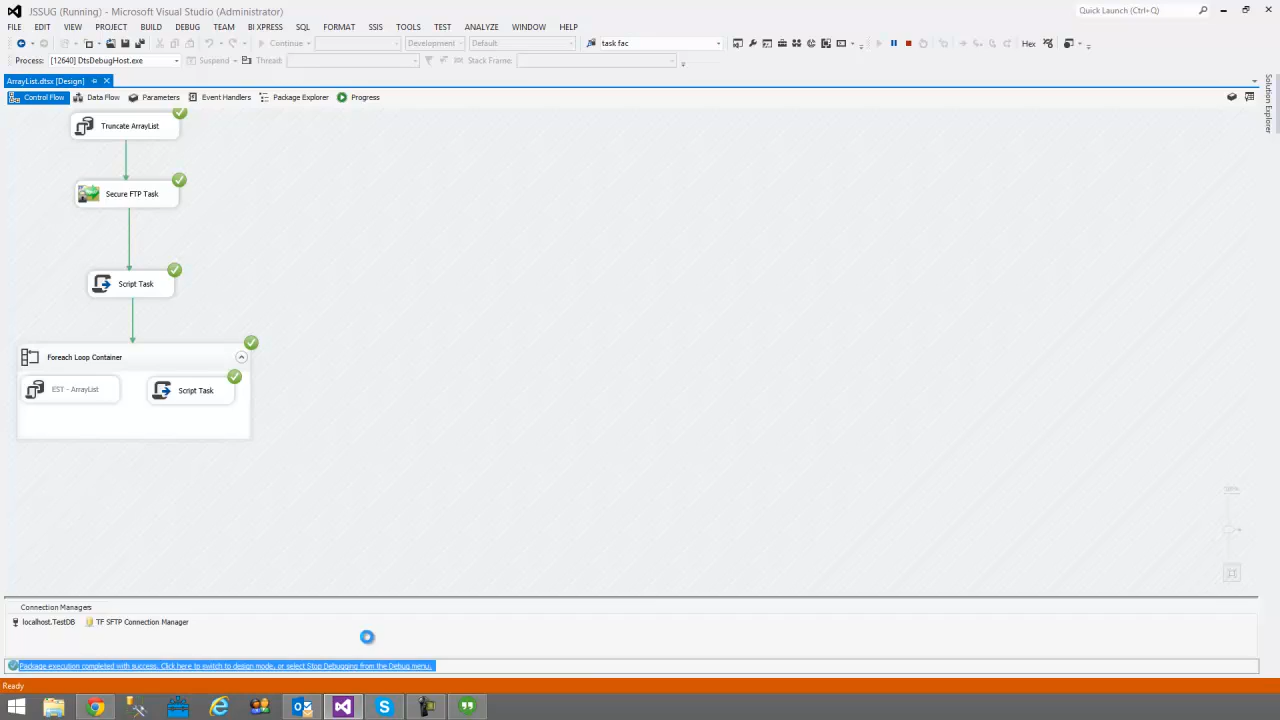 JSSUG (Running) - Microsoft Visual Studio (Administrator)
Quick Launch (Ctrl+Q)
FILE EDIT VIEW PROJECT BUILD DEBUG TEAM BI XPRESS SQL FORMAT SSIS TOOLS TEST ANALYZE WINDOW HELP
Continue Development Default task fac Hex
Process: [12640] DtsDebugHost.exe Suspend Thread: Stack Frame:
ArrayList.dtsx [Design]
Control Flow Data Flow Parameters Event Handlers Package Explorer Progress
Solution Explorer
Truncate ArrayList
Secure FTP Task
Script Task
Foreach Loop Container
EST - ArrayList Script Task
Connection Managers
localhost.TestDB TF SFTP Connection Manager
Package execution completed with success. Click here to switch to design mode, or select Stop Debugging from the Debug menu.
Ready